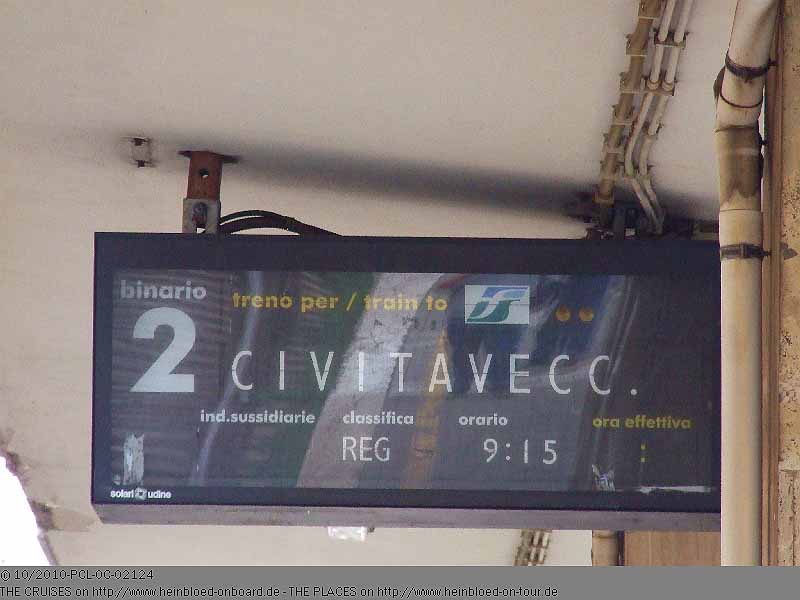 binario
2
treno per / train to FS
CIVITAVECC.
ind.sussidiarie classifica orario ora effettiva
REG 9:15 :
solari udine
© 10/2010-PCL-OC-02124
THE CRUISES on http://www.heinbloed-onboard.de - THE PLACES on http://www.heinbloed-on-tour.de